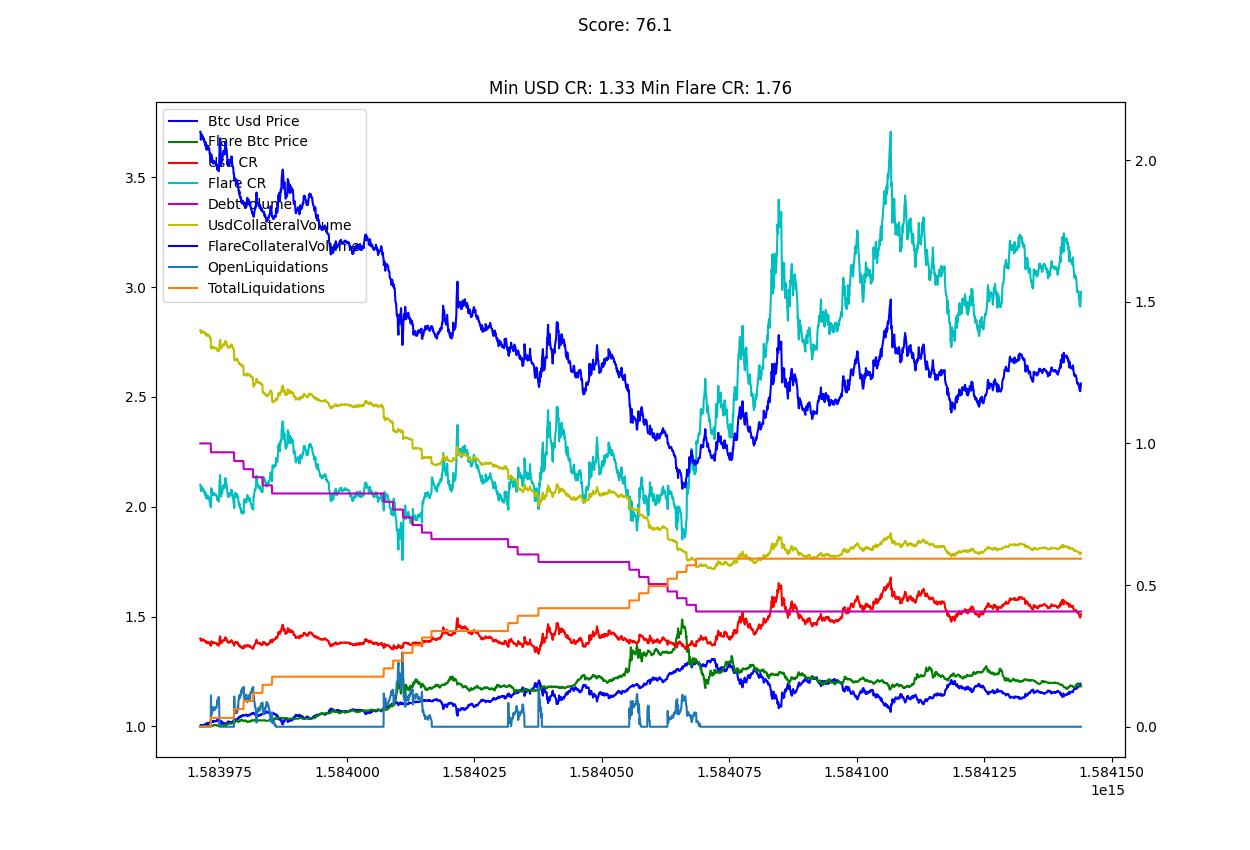 Score: 76.1
Min USD CR: 1.33 Min Flare CR: 1.76
Btc Usd Price
Flare Btc Price
Usd CR
Flare CR
DebtVolume
UsdCollateralVolume
FlareCollateralVolume
OpenLiquidations
TotalLiquidations
3.5
3.0
2.5
2.0
1.5
1.0
2.0
1.5
1.0
0.5
0.0
1.583975
1.584000
1.584025
1.584050
1.584075
1.584100
1.584125
1.584150
1e15